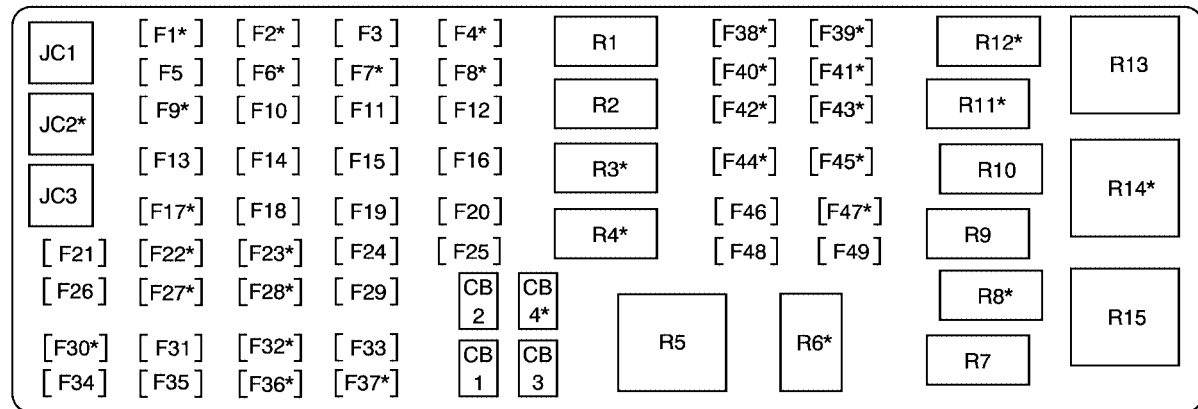 JC1 [F1*] [F2*] [F3] [F4*] R1 [F38*] [F39*] R12* R13
[F5] [F6*] [F7*] [F8*] [F40*] [F41*]
JC2* [F9*] [F10] [F11] [F12] R2 [F42*] [F43*] R11*
[F13] [F14] [F15] [F16] R3* [F44*] [F45*] R10 R14*
JC3 [F17*] [F18] [F19] [F20] [F46] [F47*]
R4* R9
[F21] [F22*] [F23*] [F24] [F25] [F48] [F49]
[F26] [F27*] [F28*] [F29] CB 2 CB 4* R8* R15
[F30*] [F31] [F32*] [F33] R5 R6*
[F34] [F35] [F36*] [F37*] CB 1 CB 3 R7